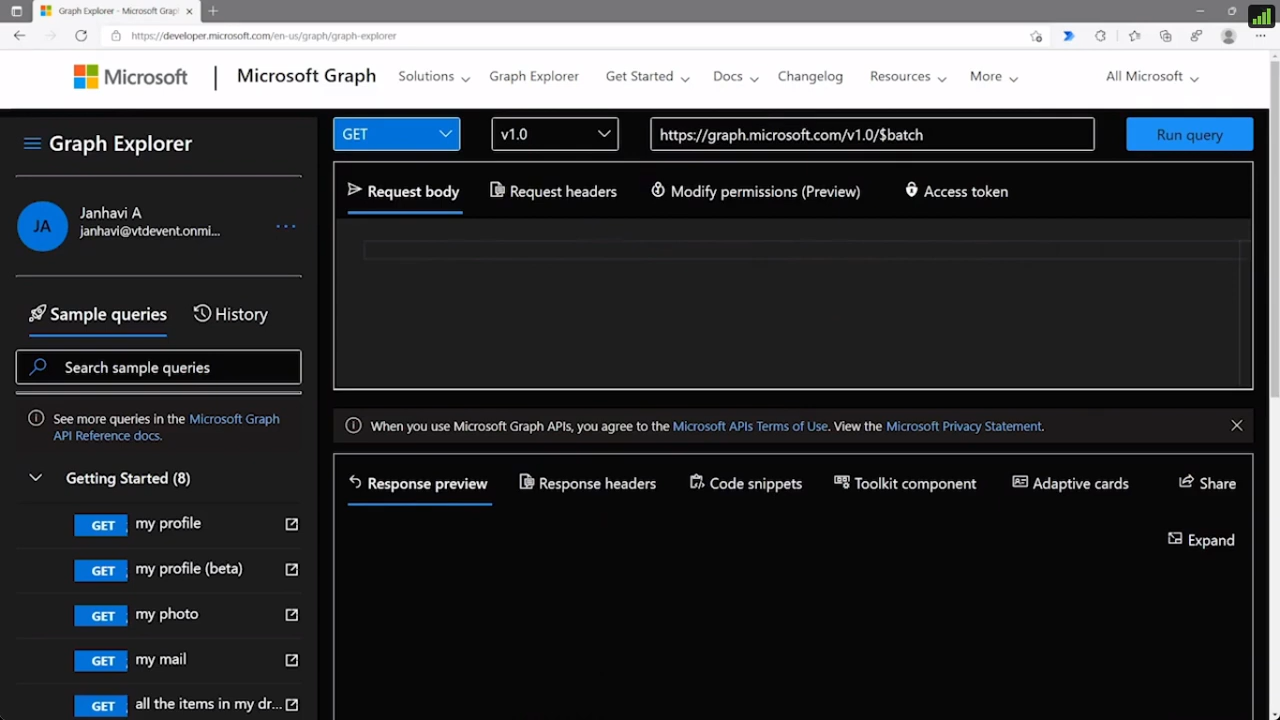 Graph Explorer - Microsoft Graph
https://developer.microsoft.com/en-us/graph/graph-explorer
Microsoft | Microsoft Graph Solutions Graph Explorer Get Started Docs Changelog Resources More All Microsoft
Graph Explorer
JA
Janhavi A
janhavi@vtdevent.onmi...
Sample queries History
Search sample queries
See more queries in the Microsoft Graph
API Reference docs.
Getting Started (8)
GET my profile
GET my profile (beta)
GET my photo
GET my mail
GET all the items in my dr...
GET v1.0 https://graph.microsoft.com/v1.0/$batch Run query
Request body Request headers Modify permissions (Preview) Access token
When you use Microsoft Graph APIs, you agree to the Microsoft APIs Terms of Use. View the Microsoft Privacy Statement.
Response preview Response headers Code snippets Toolkit component Adaptive cards Share
Expand